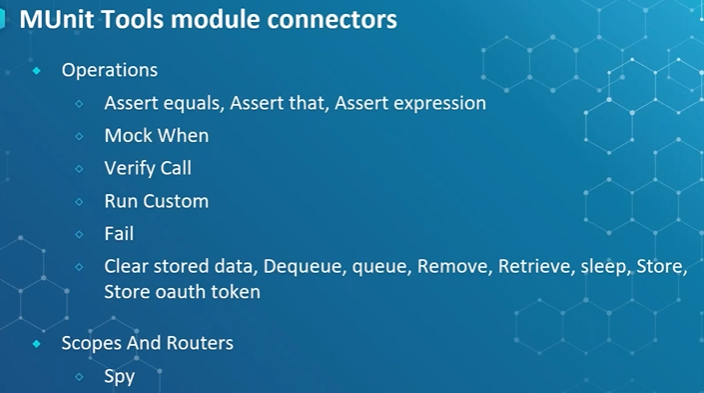 MUnit Tools module connectors
Operations
Assert equals, Assert that, Assert expression
Mock When
Verify Call
Run Custom
Fail
Clear stored data, Dequeue, queue, Remove, Retrieve, sleep, Store,
Store oauth token
Scopes And Routers
Spy